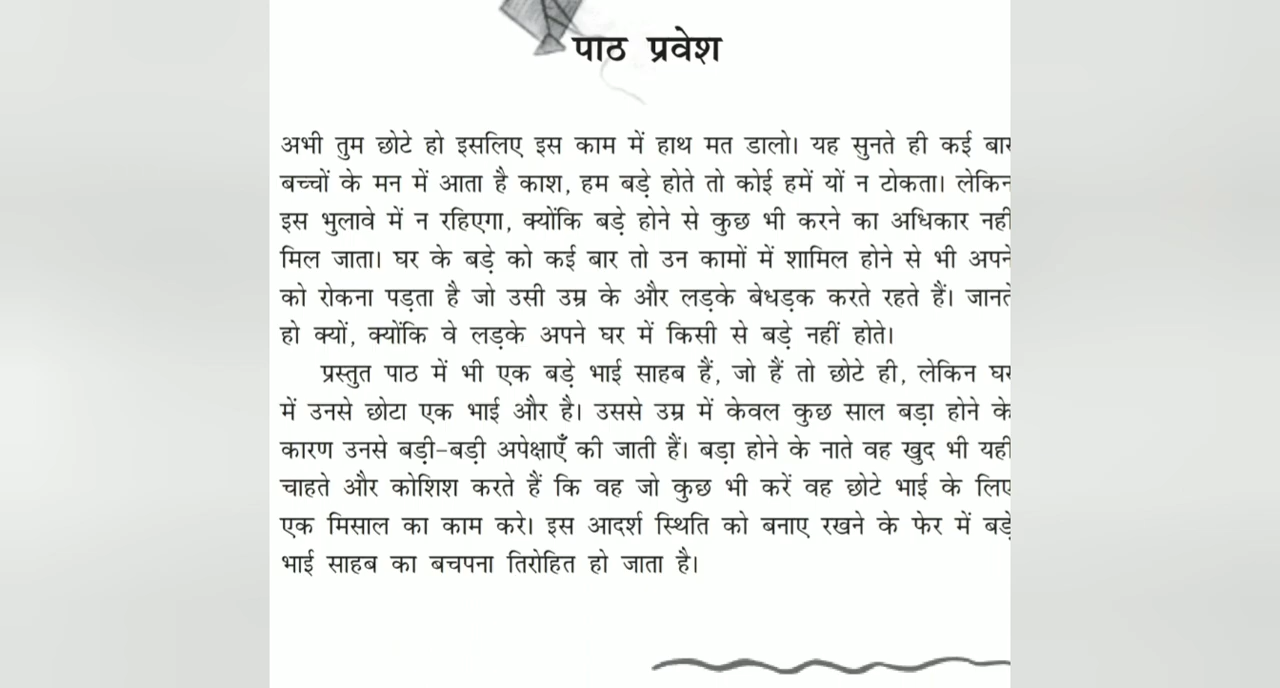 पाठ प्रवेश
अभी तुम छोटे हो इसलिए इस काम में हाथ मत डालो। यह सुनते ही कई बार
बच्चों के मन में आता है काश, हम बड़े होते तो कोई हमें यों न टोकता। लेकिन
इस भुलावे में न रहिएगा, क्योंकि बड़े होने से कुछ भी करने का अधिकार नहीं
मिल जाता। घर के बड़े को कई बार तो उन कामों में शामिल होने से भी अपने
को रोकना पड़ता है जो उसी उम्र के और लड़के बेधड़क करते रहते हैं। जानते
हो क्यों, क्योंकि वे लड़के अपने घर में किसी से बड़े नहीं होते।
प्रस्तुत पाठ में भी एक बड़े भाई साहब हैं, जो हैं तो छोटे ही, लेकिन घर
में उनसे छोटा एक भाई और है। उससे उम्र में केवल कुछ साल बड़ा होने के
कारण उनसे बड़ी-बड़ी अपेक्षाएँ की जाती हैं। बड़ा होने के नाते वह खुद भी यही
चाहते और कोशिश करते हैं कि वह जो कुछ भी करें वह छोटे भाई के लिए
एक मिसाल का काम करे। इस आदर्श स्थिति को बनाए रखने के फेर में बड़े
भाई साहब का बचपना तिरोहित हो जाता है।